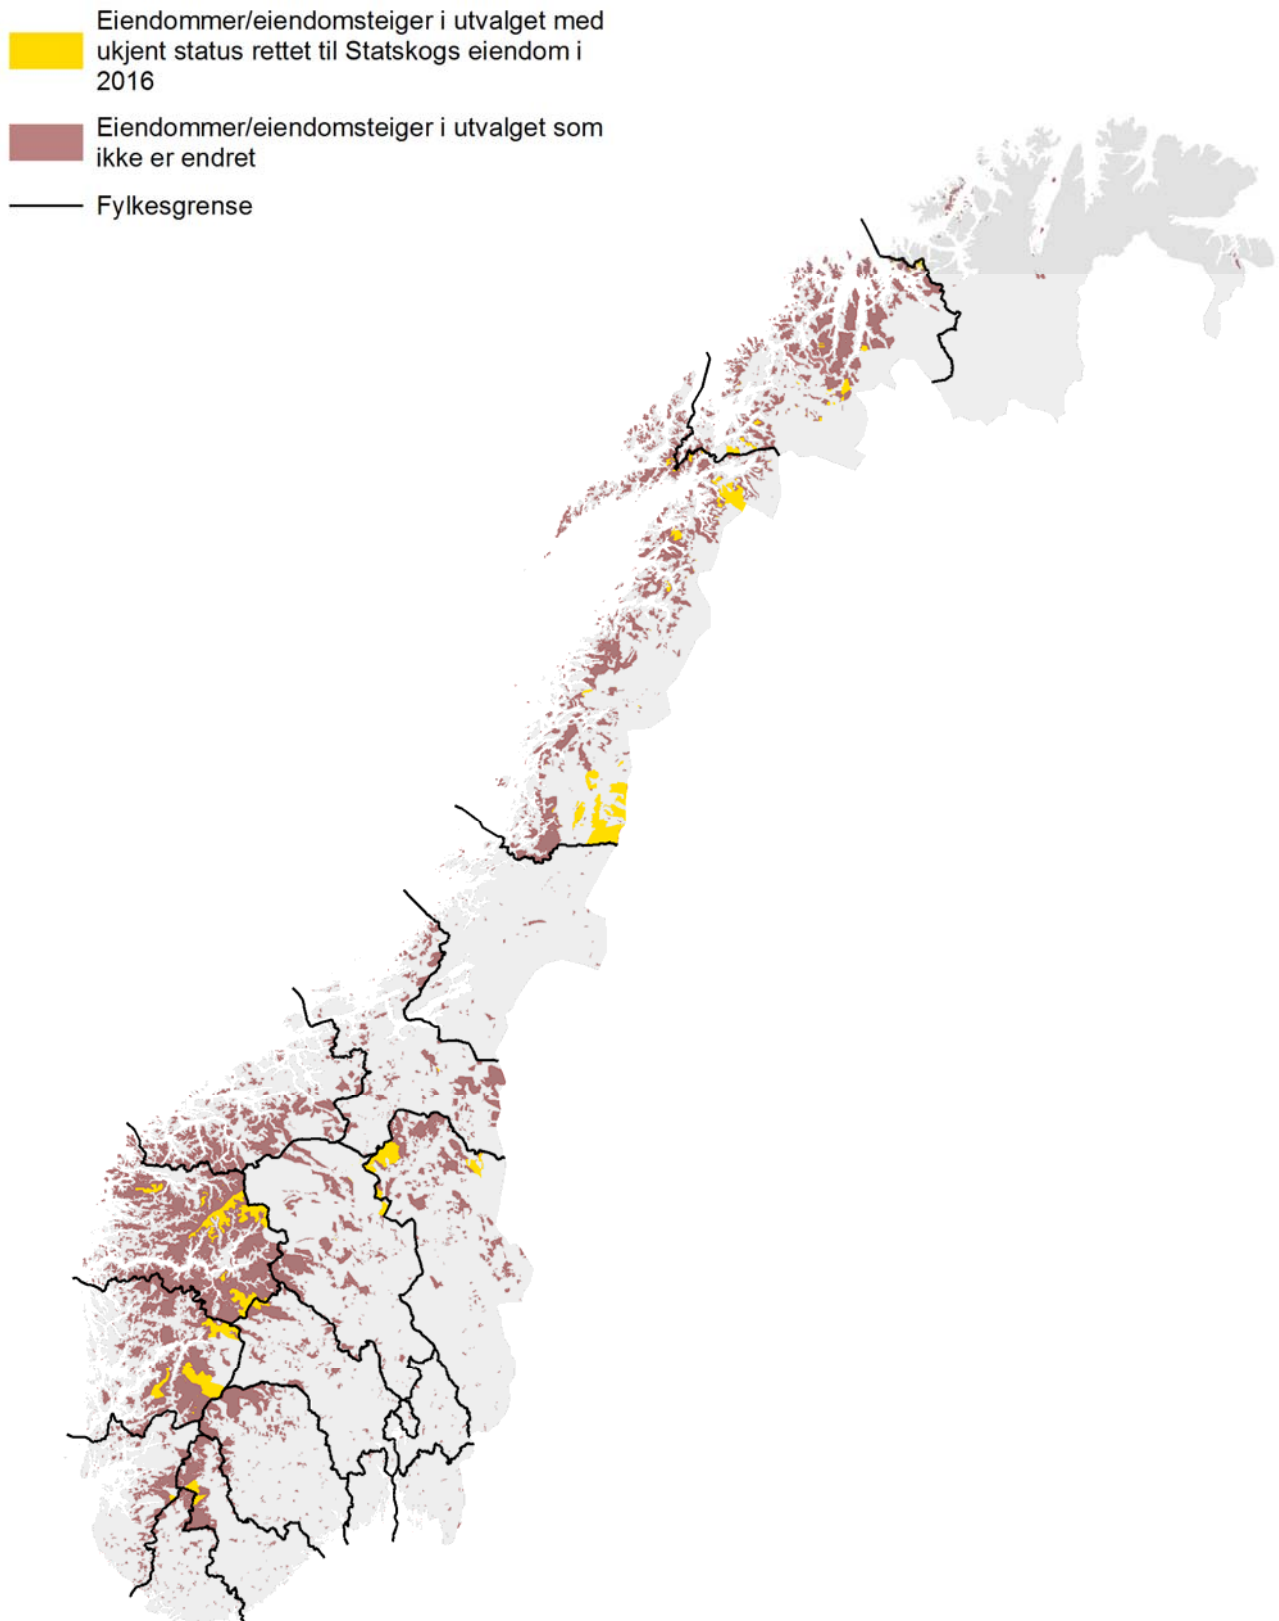 Eiendommer/eiendomsteiger i utvalget med
ukjent status rettet til Statskogs eiendom i
2016
Eiendommer/eiendomsteiger i utvalget som
ikke er endret
Fylkesgrense